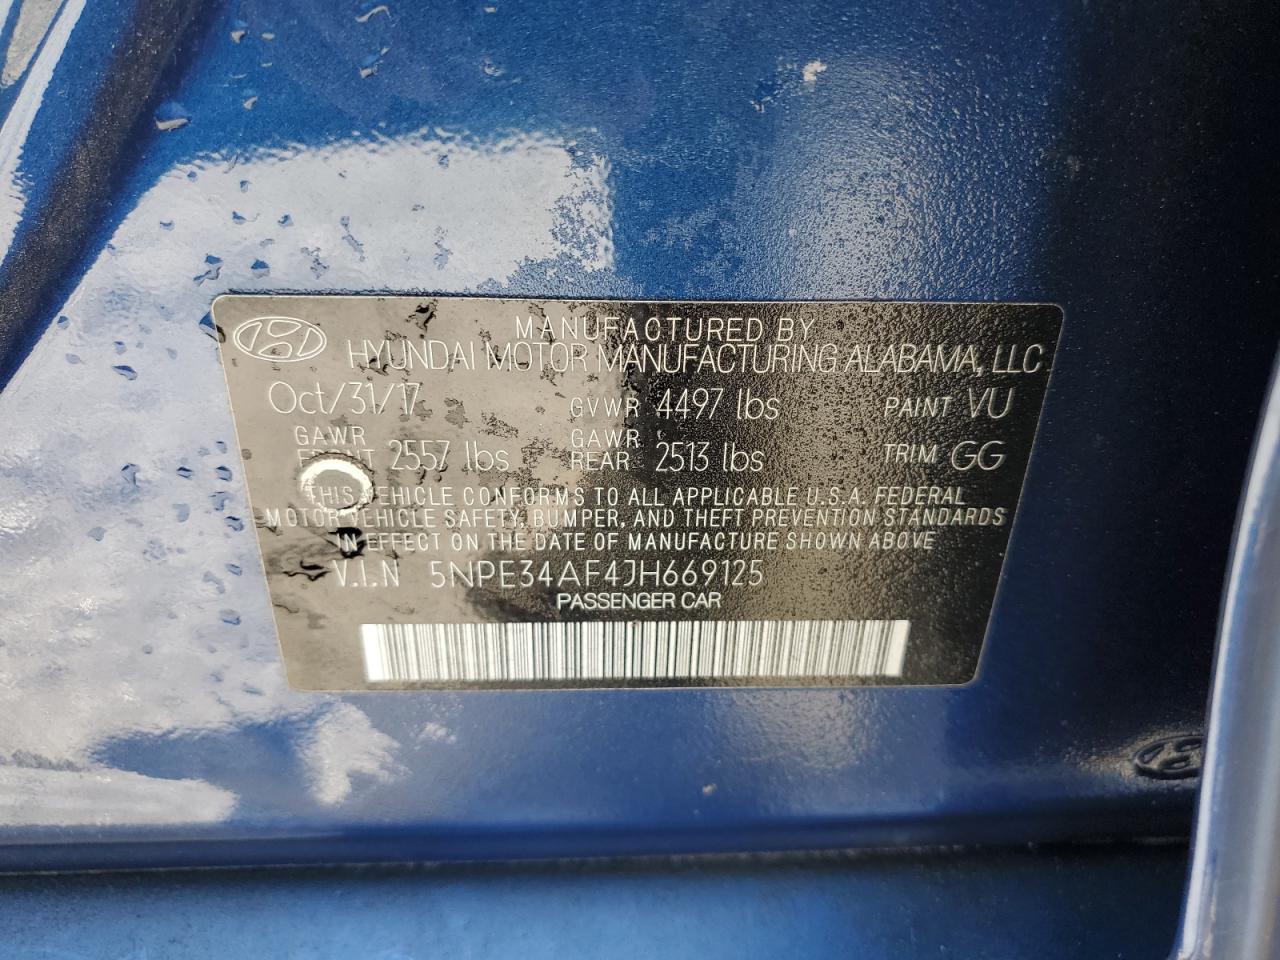 MANUFACTURED BY
HYUNDAI MOTOR MANUFACTURING ALABAMA, LLC
Oct/31/17 GVWR 4497 lbs PAINT VU
GAWR FRONT 2557 lbs GAWR REAR 2513 lbs TRIM GG
THIS VEHICLE CONFORMS TO ALL APPLICABLE U.S.A. FEDERAL
MOTOR VEHICLE SAFETY, BUMPER, AND THEFT PREVENTION STANDARDS
IN EFFECT ON THE DATE OF MANUFACTURE SHOWN ABOVE
V.I.N 5NPE34AF4JH669125
PASSENGER CAR